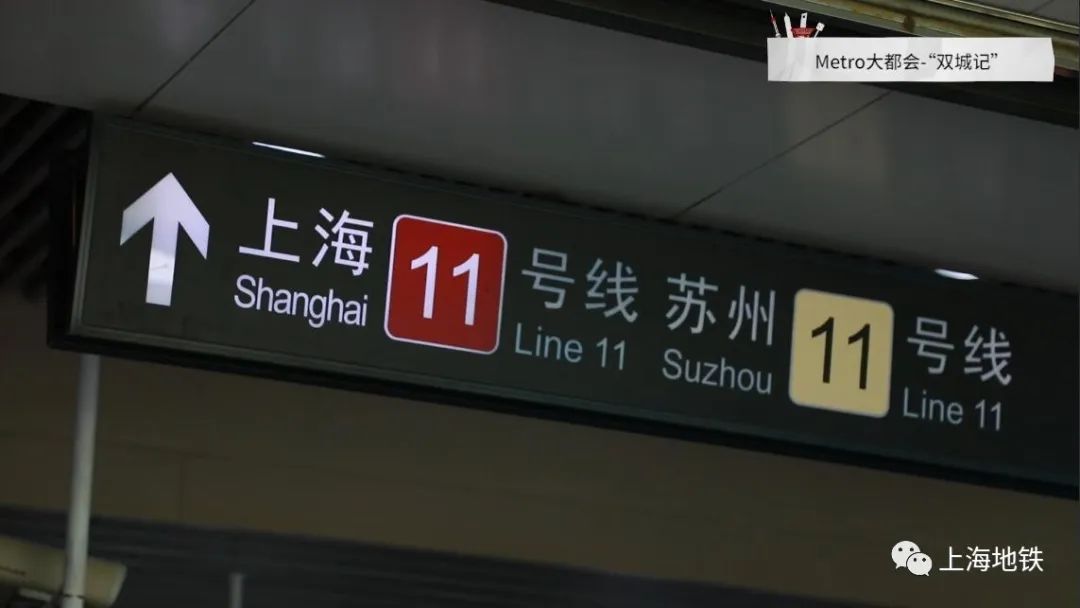 Metro大都会-“双城记”
上海 11 号线 苏州 11 号线
Shanghai Line 11 Suzhou Line 11
上海地铁